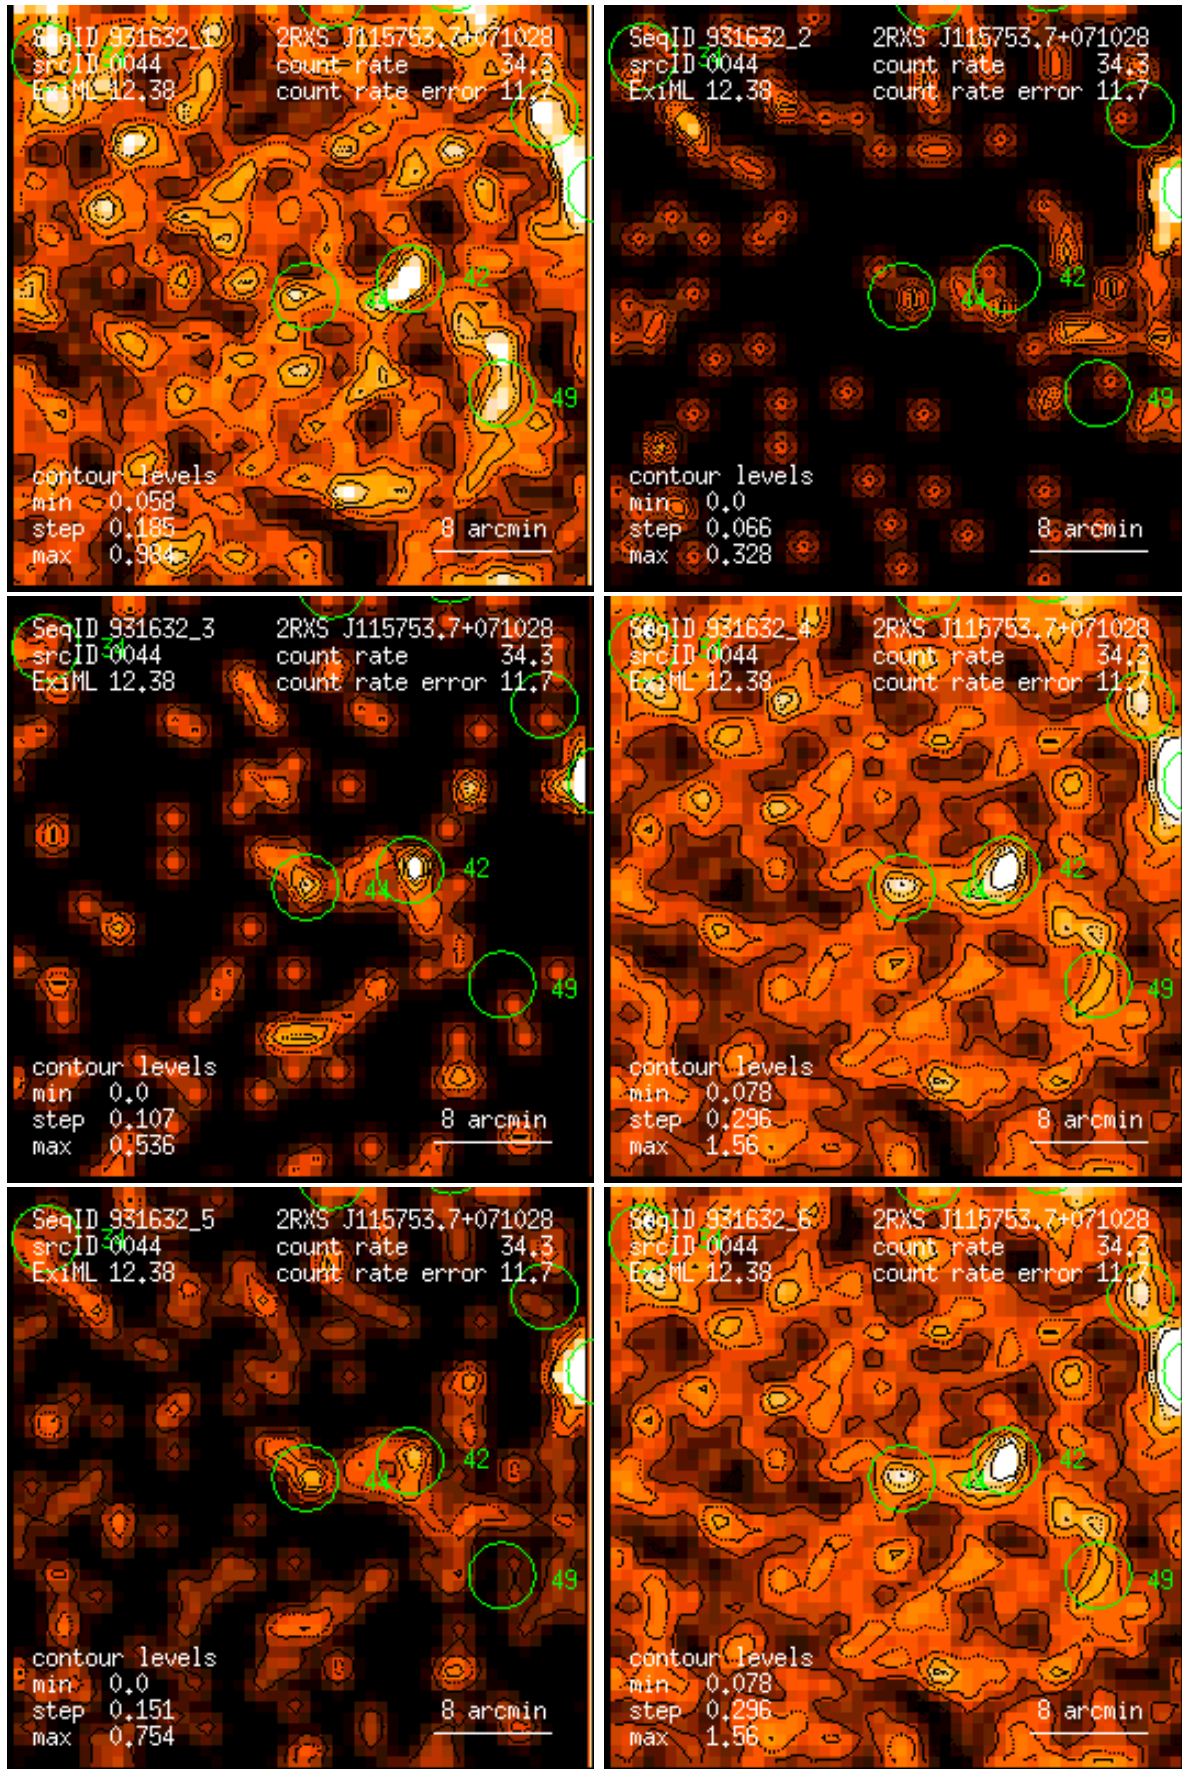 SeqID 931632_1 2RXS J115753.7+071028
srcID 0044 34 count rate 34.3
ExiML 12.38 count rate error 11.7
42
44
49
contour levels
min 0.058
step 0.185 8 arcmin
max 0.984
SeqID 931632_2 2RXS J115753.7+071028
srcID 0044 34 count rate 34.3
ExiML 12.38 count rate error 11.7
42
44
49
contour levels
min 0.0
step 0.066 8 arcmin
max 0.328
SeqID 931632_3 2RXS J115753.7+071028
srcID 0044 34 count rate 34.3
ExiML 12.38 count rate error 11.7
42
44
49
contour levels
min 0.0
step 0.107 8 arcmin
max 0.536
SeqID 931632_4 2RXS J115753.7+071028
srcID 0044 34 count rate 34.3
ExiML 12.38 count rate error 11.7
42
44
49
contour levels
min 0.078
step 0.296 8 arcmin
max 1.56
SeqID 931632_5 2RXS J115753.7+071028
srcID 0044 34 count rate 34.3
ExiML 12.38 count rate error 11.7
42
44
49
contour levels
min 0.0
step 0.151 8 arcmin
max 0.754
SeqID 931632_6 2RXS J115753.7+071028
srcID 0044 34 count rate 34.3
ExiML 12.38 count rate error 11.7
42
44
49
contour levels
min 0.078
step 0.296 8 arcmin
max 1.56